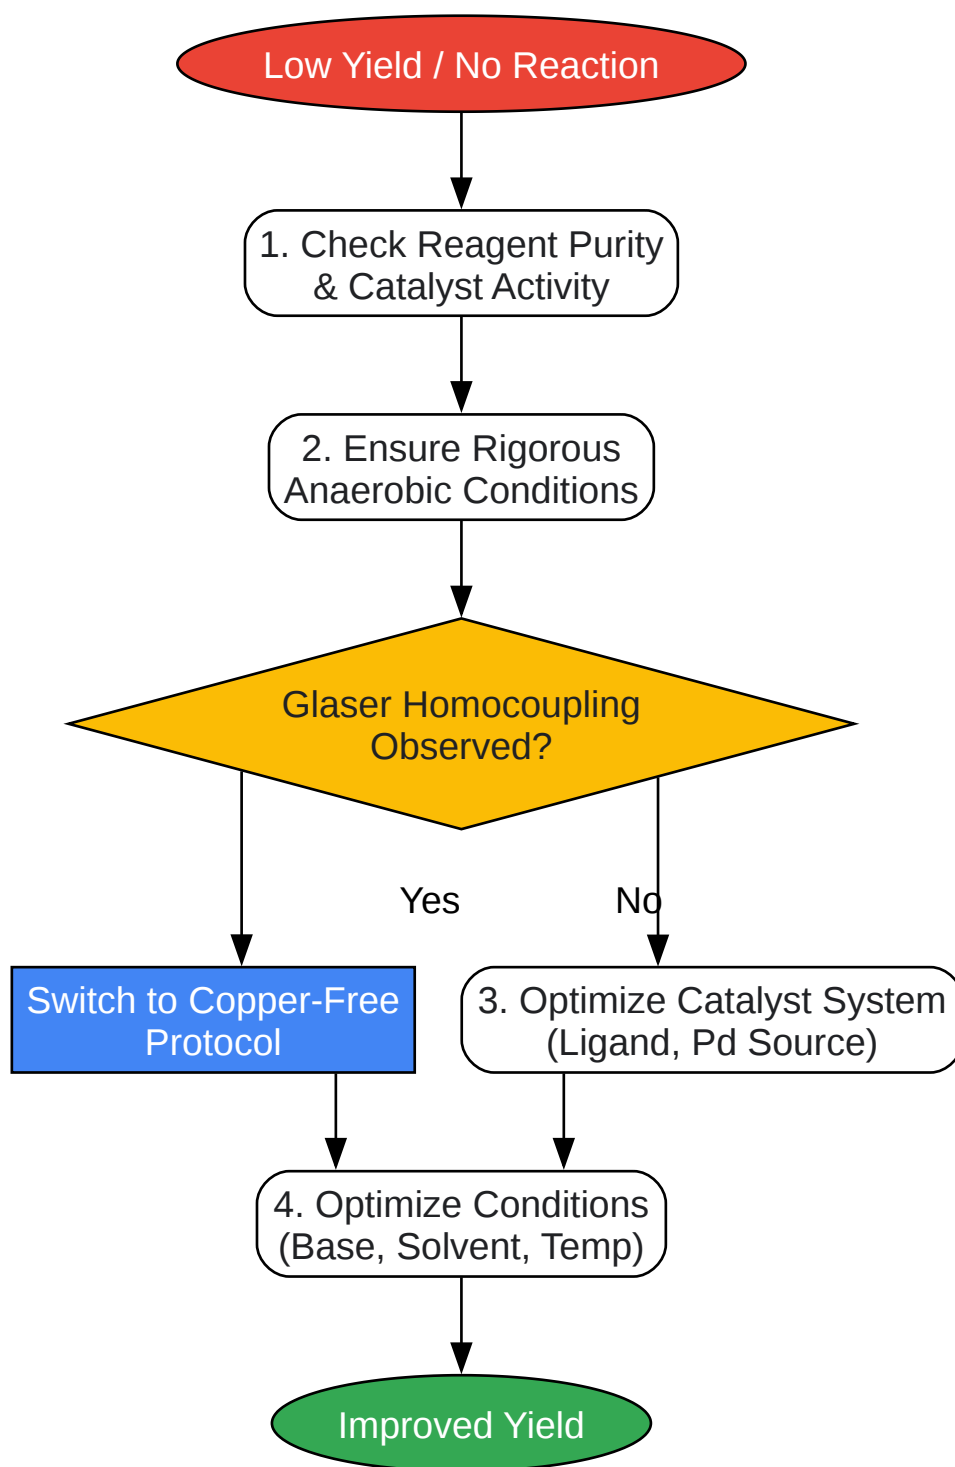 Low Yield / No Reaction
1. Check Reagent Purity
& Catalyst Activity
2. Ensure Rigorous
Anaerobic Conditions
Glaser Homocoupling
Observed?
Yes
No
Switch to Copper-Free
Protocol
3. Optimize Catalyst System
(Ligand, Pd Source)
4. Optimize Conditions
(Base, Solvent, Temp)
Improved Yield